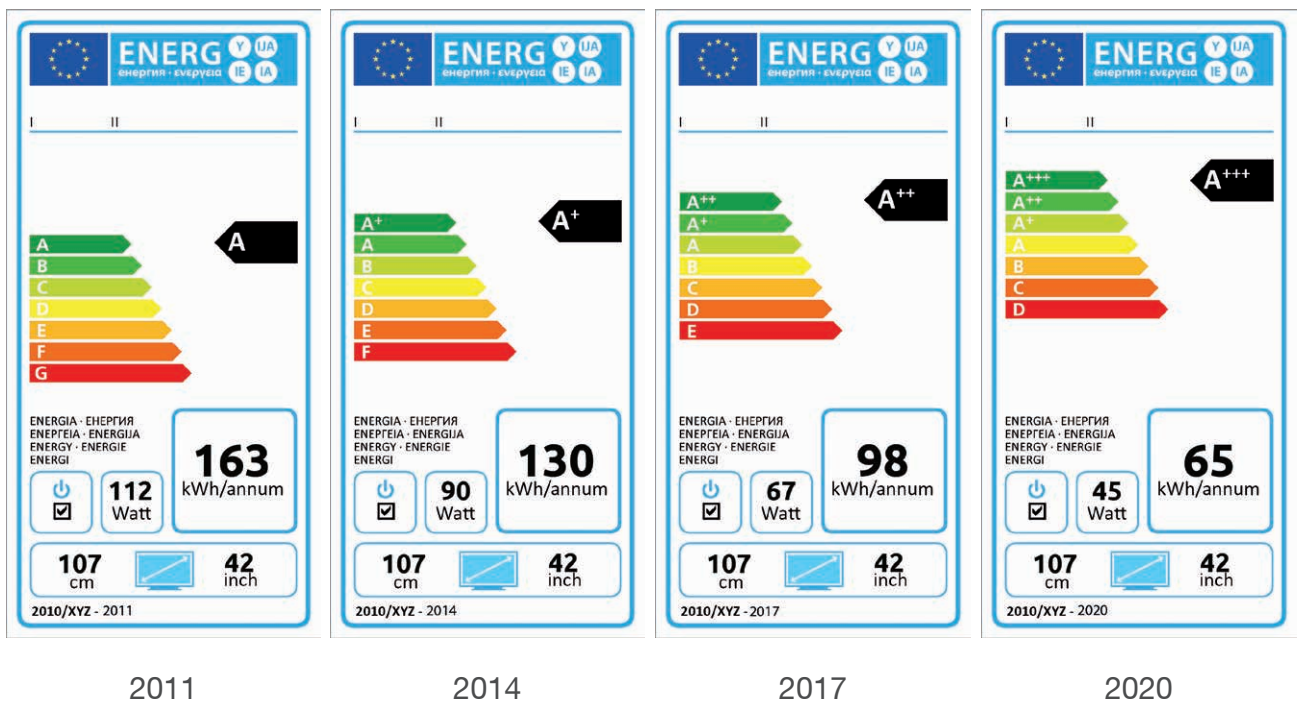 ENERG Y IJA
енергия · ενεργεια IE IA
I II
A
A
B
C
D
E
F
G
ENERGIA · ЕНЕРГИЯ
ΕΝΕΡΓΕΙΑ · ENERGIJA
ENERGY · ENERGIE
ENERGI
163
kWh/annum
112
Watt
107
cm
42
inch
2010/XYZ - 2011
2011
ENERG Y IJA
енергия · ενεργεια IE IA
I II
A+
A+
A
B
C
D
E
F
ENERGIA · ЕНЕРГИЯ
ΕΝΕΡΓΕΙΑ · ENERGIJA
ENERGY · ENERGIE
ENERGI
130
kWh/annum
90
Watt
107
cm
42
inch
2010/XYZ - 2014
2014
ENERG Y IJA
енергия · ενεργεια IE IA
I II
A++
A++
A+
A
B
C
D
E
ENERGIA · ЕНЕРГИЯ
ΕΝΕΡΓΕΙΑ · ENERGIJA
ENERGY · ENERGIE
ENERGI
98
kWh/annum
67
Watt
107
cm
42
inch
2010/XYZ - 2017
2017
ENERG Y IJA
енергия · ενεργεια IE IA
I II
A+++
A+++
A++
A+
A
B
C
D
ENERGIA · ЕНЕРГИЯ
ΕΝΕΡΓΕΙΑ · ENERGIJA
ENERGY · ENERGIE
ENERGI
65
kWh/annum
45
Watt
107
cm
42
inch
2010/XYZ - 2020
2020